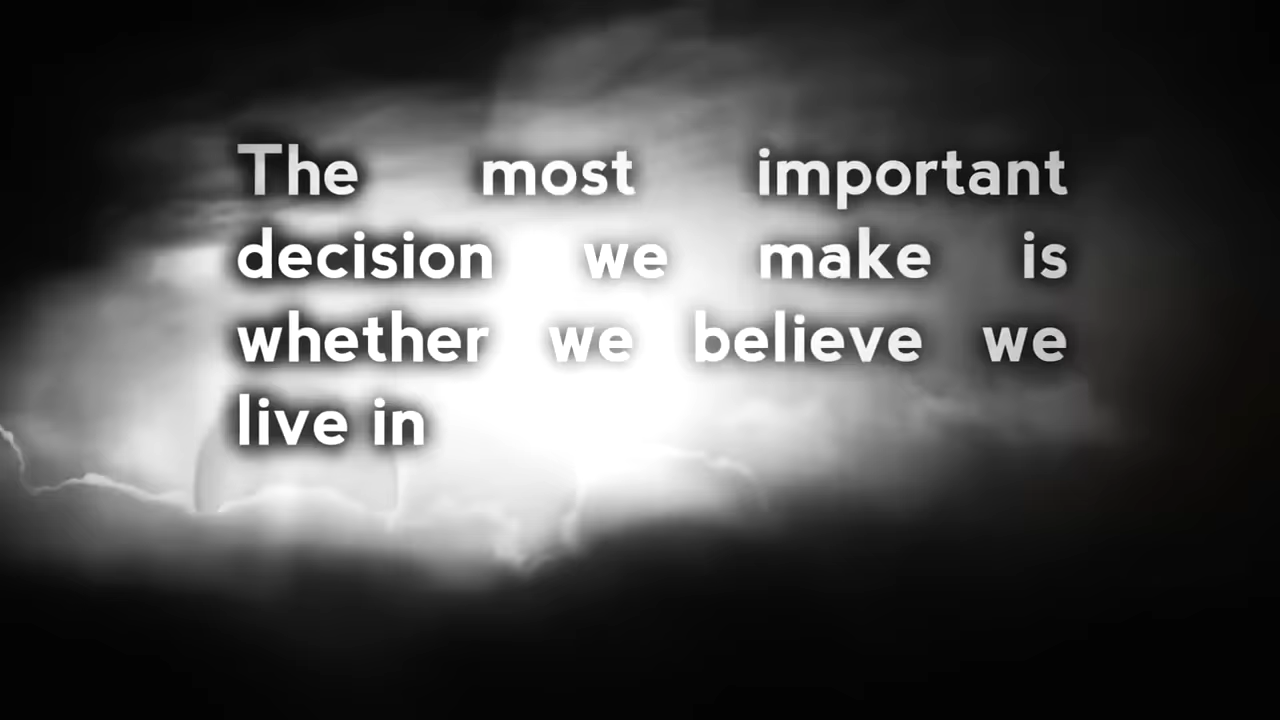 The most important
decision we make is
whether we believe we
live in